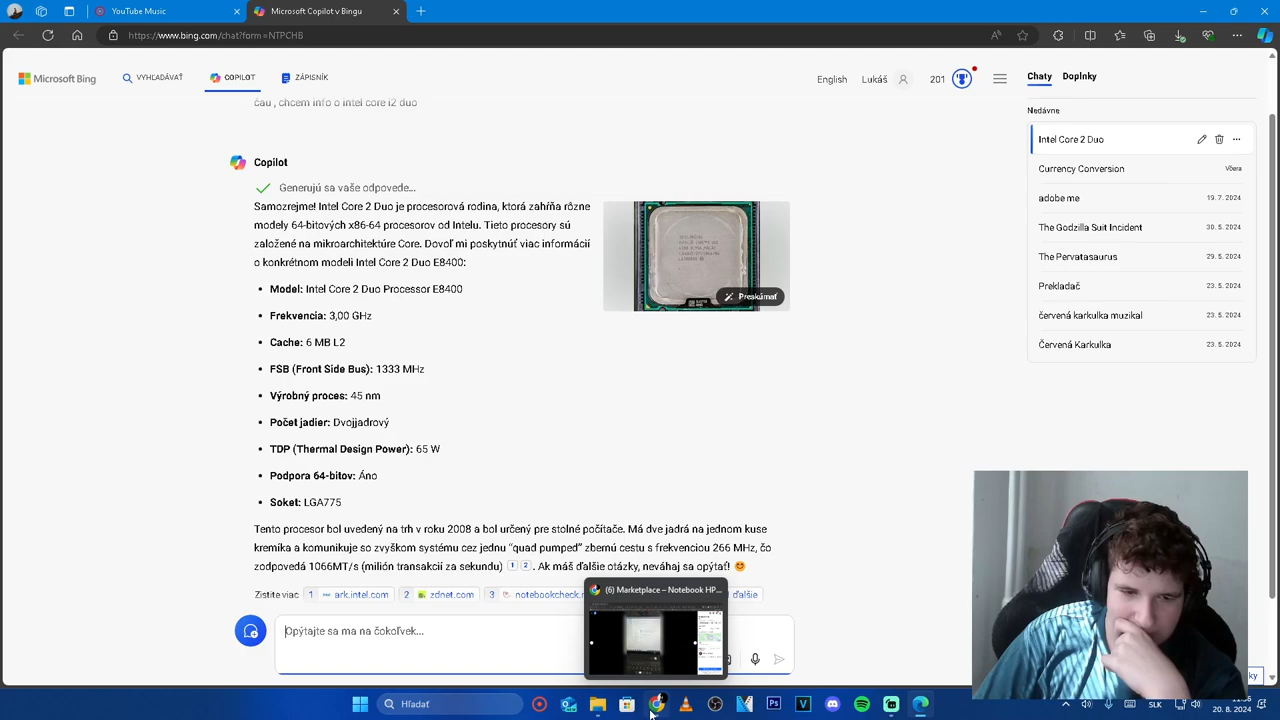 YouTube Music
Microsoft Copilot v Bingu
https://www.bing.com/chat?form=NTPCHB
Microsoft Bing
VYHĽADÁVAŤ
COPILOT
ZÁPISNÍK
English
Lukáš
201
Chaty
Doplnky
čau , chcem info o intel core i2 duo
Copilot
Generujú sa vaše odpovede...
Samozrejme! Intel Core 2 Duo je procesorová rodina, ktorá zahŕňa rôzne
modely 64-bitových x86-64 procesorov od Intelu. Tieto procesory sú
založené na mikroarchitektúre Core. Dovoľ mi poskytnúť viac informácií
o konkrétnom modeli Intel Core 2 Duo E8400:
Preskúmať
• Model: Intel Core 2 Duo Processor E8400
• Frekvencia: 3,00 GHz
• Cache: 6 MB L2
• FSB (Front Side Bus): 1333 MHz
• Výrobný proces: 45 nm
• Počet jadier: Dvojjadrový
• TDP (Thermal Design Power): 65 W
• Podpora 64-bitov: Áno
• Soket: LGA775
Tento procesor bol uvedený na trh v roku 2008 a bol určený pre stolné počítače. Má dve jadrá na jednom kuse
kremíka a komunikuje so zvyškom systému cez jednu “quad pumped” zbernú cestu s frekvenciou 266 MHz, čo
zodpovedá 1066MT/s (milión transakcií za sekundu) 1 2 . Ak máš ďalšie otázky, neváhaj sa opýtať! 😊
Zistite viac 1 ark.intel.com 2 zdnet.com 3 notebookcheck.n ďalšie
Opýtajte sa ma na čokoľvek...
(6) Marketplace – Notebook HP...
Nedávne
Intel Core 2 Duo
Currency Conversion Včera
adobe me 19. 7. 2024
The Godzilla Suit Incident 30. 5. 2024
The Pervatasaurus 29. 5. 2024
Prekladač 23. 5. 2024
červená karkulka muzikal 23. 5. 2024
Červená Karkulka 23. 5. 2024
Hľadať
SLK
20. 8. 2024